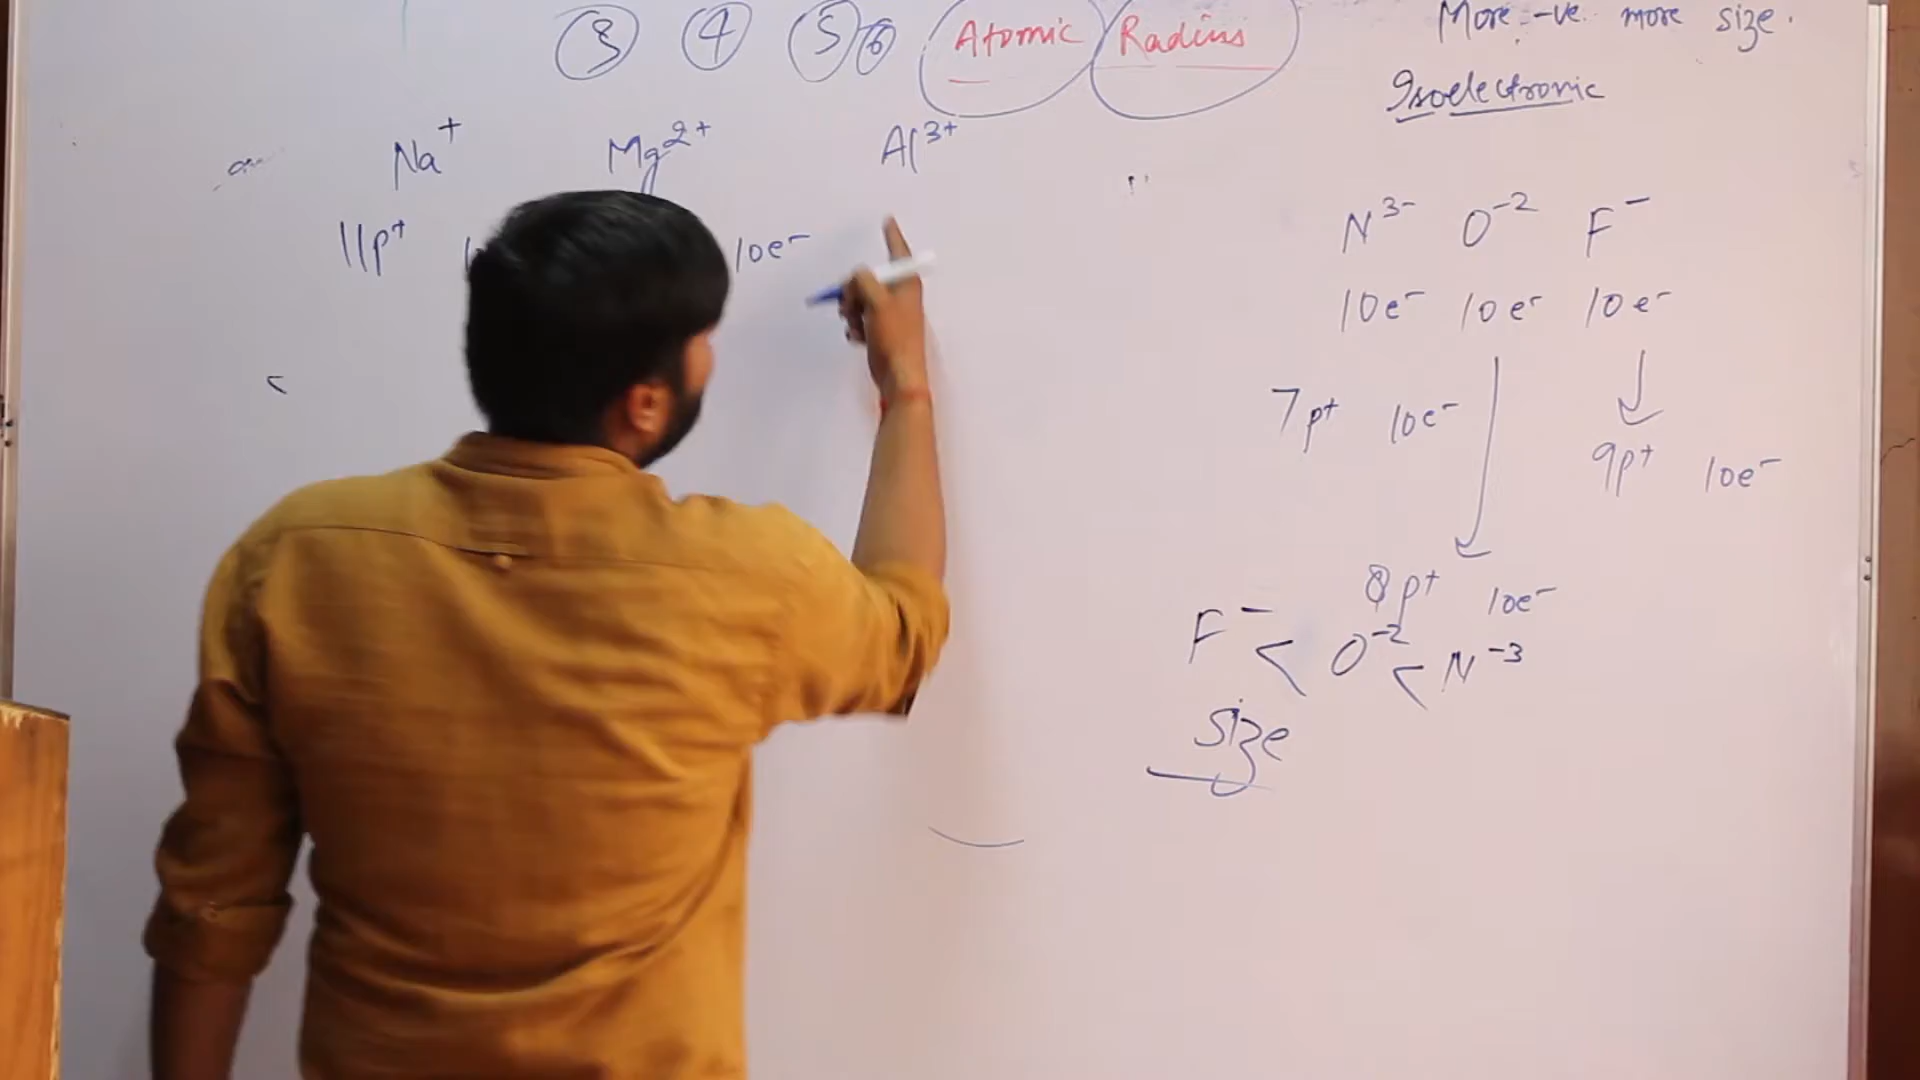 3 4 5 6 Atomic Radius
Na+ Mg2+ Al3+
11p+ 10e-
More -ve more size.
Isoelectronic
N3- O-2 F-
10e- 10e- 10e-
7p+ 10e-
9p+ 10e-
8p+ 10e-
F- < O-2 < N-3
Size